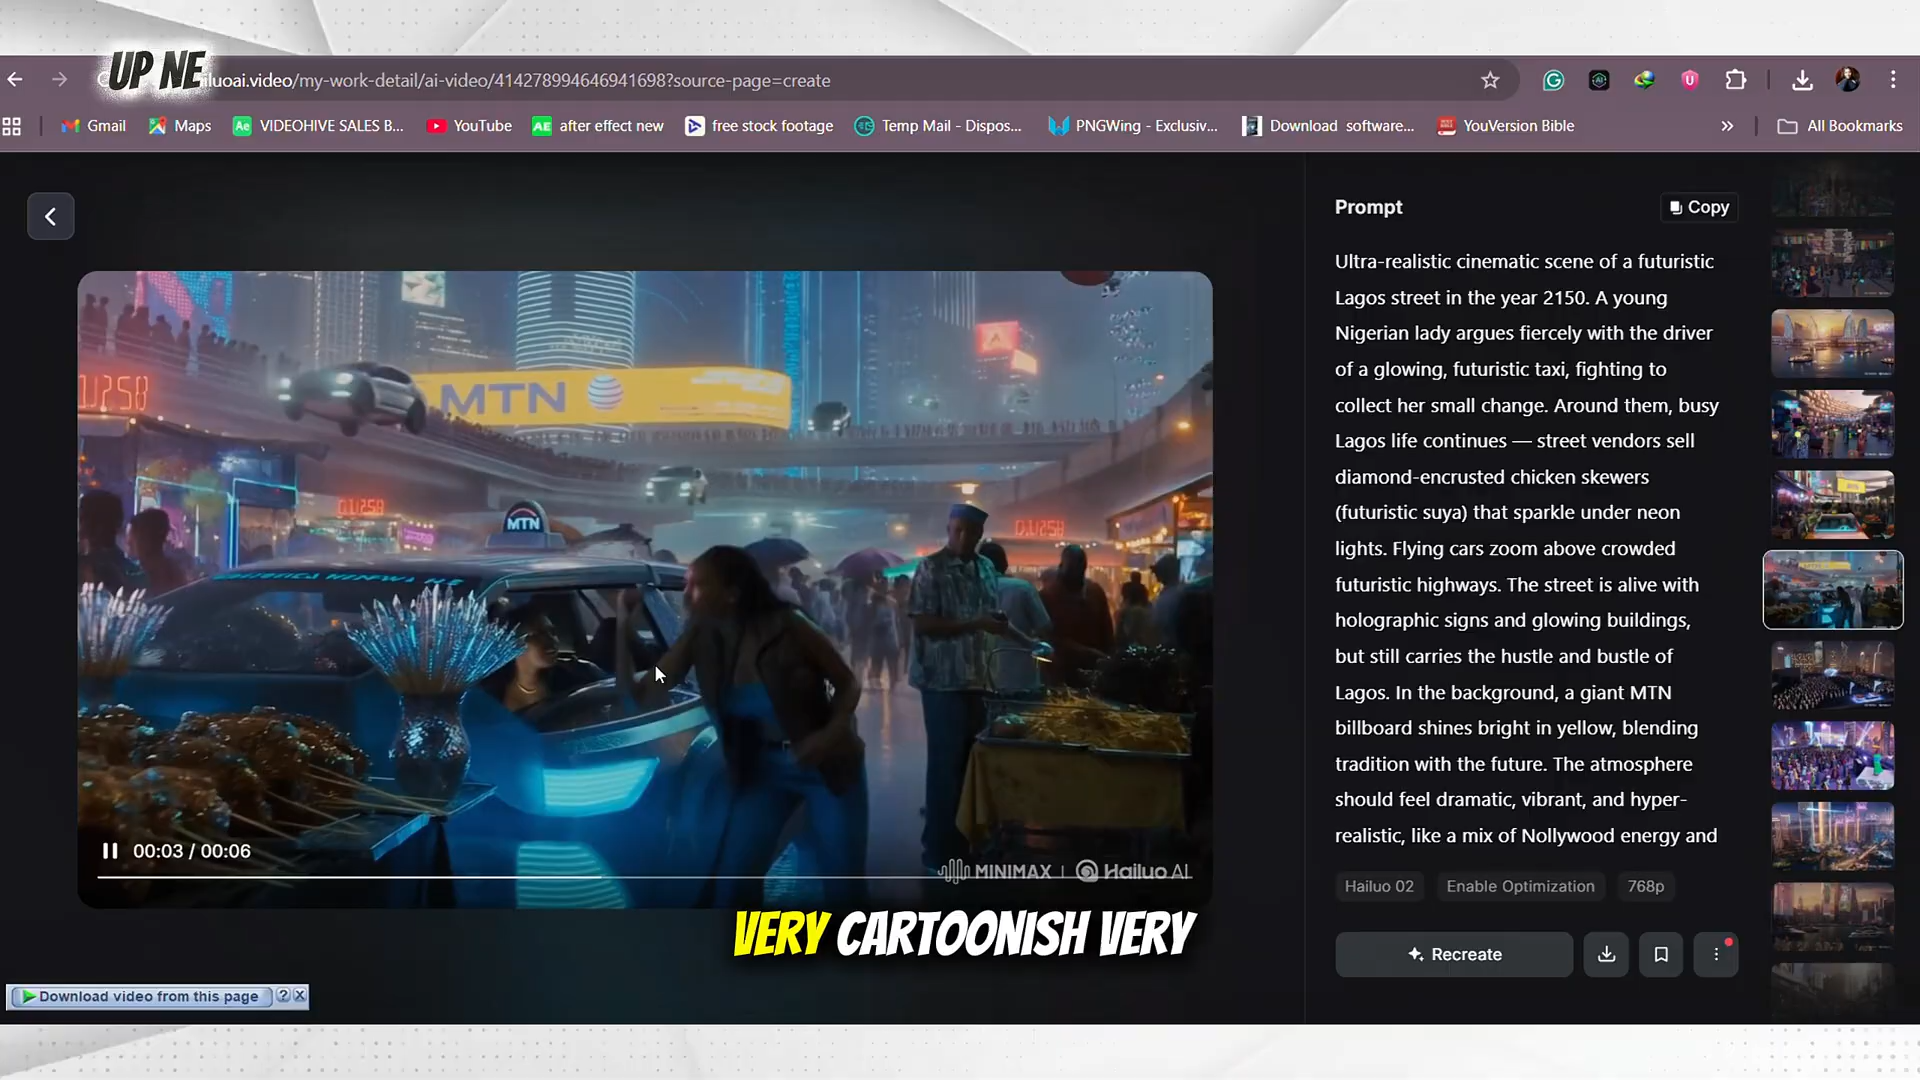 UP NE
iluoai.video/my-work-detail/ai-video/414278994646941698?source-page=create
Gmail
Maps
VIDEOHIVE SALES B...
YouTube
after effect new
free stock footage
Temp Mail - Dispos...
PNGWing - Exclusiv...
Download software...
YouVersion Bible
All Bookmarks
MTN
MTN
00:03 / 00:06
MINIMAX | Hailuo AI
VERY CARTOONISH VERY
Download video from this page
Prompt
Copy
Ultra-realistic cinematic scene of a futuristic
Lagos street in the year 2150. A young
Nigerian lady argues fiercely with the driver
of a glowing, futuristic taxi, fighting to
collect her small change. Around them, busy
Lagos life continues — street vendors sell
diamond-encrusted chicken skewers
(futuristic suya) that sparkle under neon
lights. Flying cars zoom above crowded
futuristic highways. The street is alive with
holographic signs and glowing buildings,
but still carries the hustle and bustle of
Lagos. In the background, a giant MTN
billboard shines bright in yellow, blending
tradition with the future. The atmosphere
should feel dramatic, vibrant, and hyper-
realistic, like a mix of Nollywood energy and
Hailuo 02
Enable Optimization
768p
Recreate